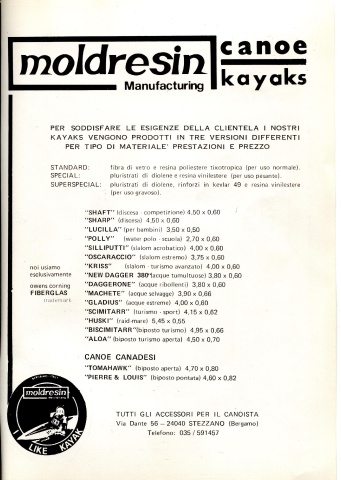 moldresin
Manufacturing
canoe
kayaks
PER SODDISFARE LE ESIGENZE DELLA CLIENTELA I NOSTRI
KAYAKS VENGONO PRODOTTI IN TRE VERSIONI DIFFERENTI
PER TIPO DI MATERIALE' PRESTAZIONI E PREZZO
STANDARD: fibra di vetro e resina poliestere tixotropica (per uso normale).
SPECIAL: pluristrati di diolene e resina vinilestere (per uso pesante).
SUPERSPECIAL: pluristrati di diolene, rinforzi in kevlar 49 e resina vinilestere
(per uso gravoso).
"SHAFT" (discesa - competitione) 4.50 x 0,60
"SHARP" (discesa) 4,50 x 0,60
"LUCILLA" (per bambini) 3,50 x 0,50
"POLLY" (water polo - scuola) 2,70 x 0,60
"SILLIPUTTI" (slalom acrobatico) 4,00 x 0,60
"OSCARACCIO" (slalom estremo) 3,75 x 0,60
"KRISS" (slalom - turismo avanzato) 4,00 x 0,60
"NEW DAGGER 380" (acque tumultuose) 3,80 x 0,60
"DAGGERONE" (acque ribollenti) 3,80 x 0,60
"MACHETE" (acque selvagge) 3,90 x 0,66
"GLADIUS" (acque estreme) 4,00 x 0,60
"SCIMITARR" (turismo - sport) 4,15 x 0,62
"HUSKI" (raid-mare) 5,45 x 0,55
"BISCIMITARR" (biposto turismo) 4,95 x 0,66
"ALOA" (biposto turismo aperta) 4,50 x 0,70
noi usiamo
esclusivamente
owens corning
FIBERGLAS
trademark
CANOE CANADESI
"TOMAHAWK" (biposto aperta) 4,70 x 0,80
"PIERRE & LOUIS" (biposto pontata) 4,60 x 0,82
moldresin
LIKE KAYAK
TUTTI GLI ACCESSORI PER IL CANOISTA
Via Dante 56 - 24040 STEZZANO (Bergamo)
Telefono: 035 / 591457